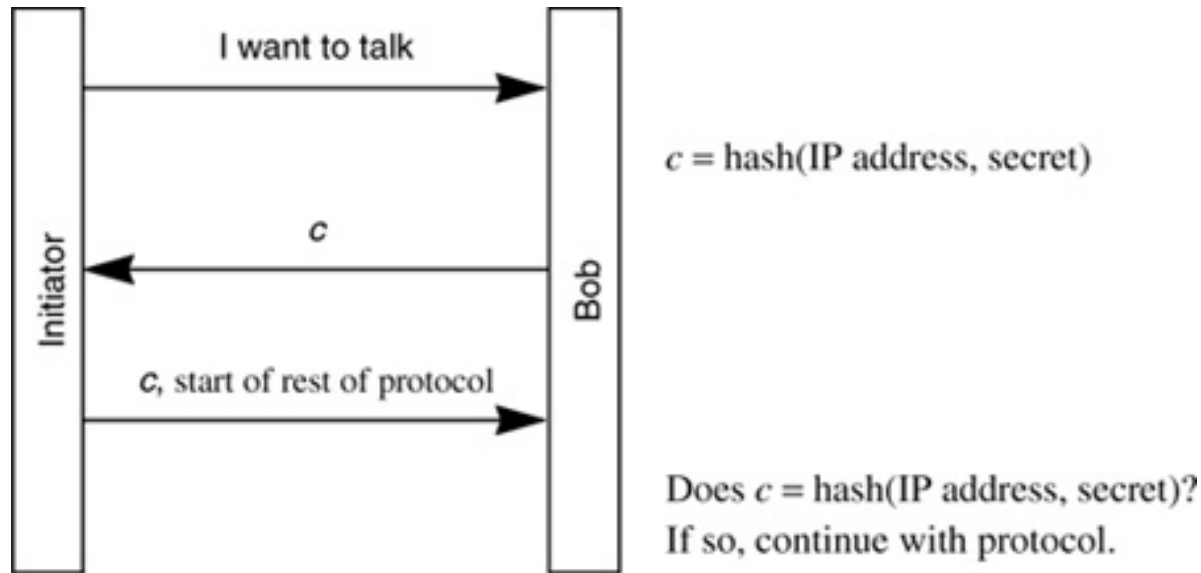 I want to talk
c = hash(IP address, secret)
c
Initiator
Bob
c, start of rest of protocol
Does c = hash(IP address, secret)?
If so, continue with protocol.